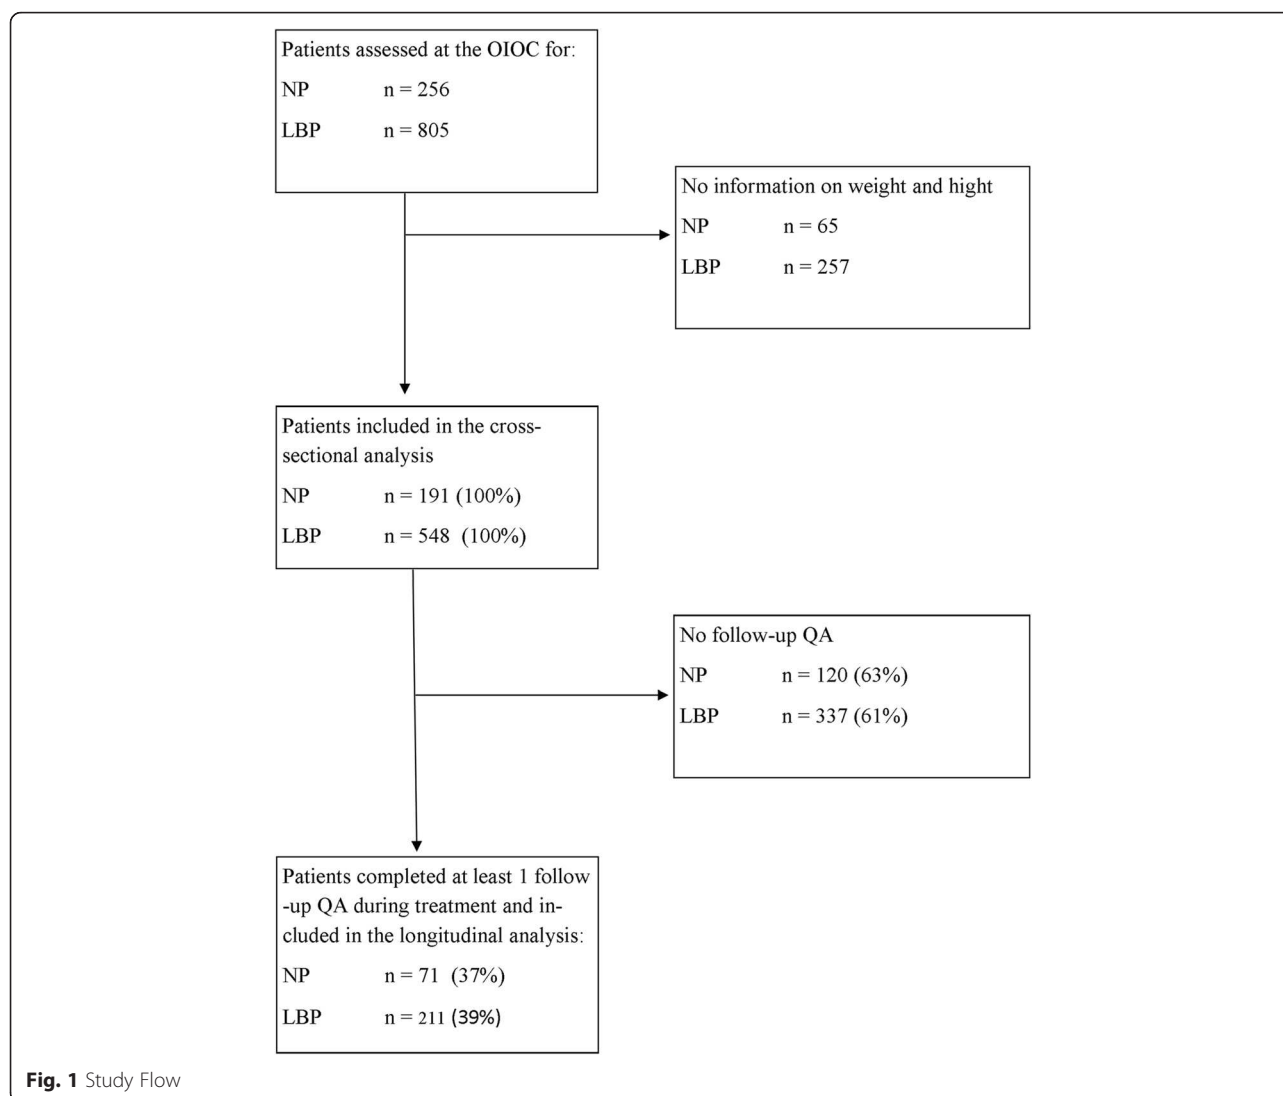 Patients assessed at the OIOC for:
NP n = 256
LBP n = 805
No information on weight and hight
NP n = 65
LBP n = 257
Patients included in the cross-
sectional analysis
NP n = 191 (100%)
LBP n = 548 (100%)
No follow-up QA
NP n = 120 (63%)
LBP n = 337 (61%)
Patients completed at least 1 follow
-up QA during treatment and in-
cluded in the longitudinal analysis:
NP n = 71 (37%)
LBP n = 211 (39%)
Fig. 1 Study Flow